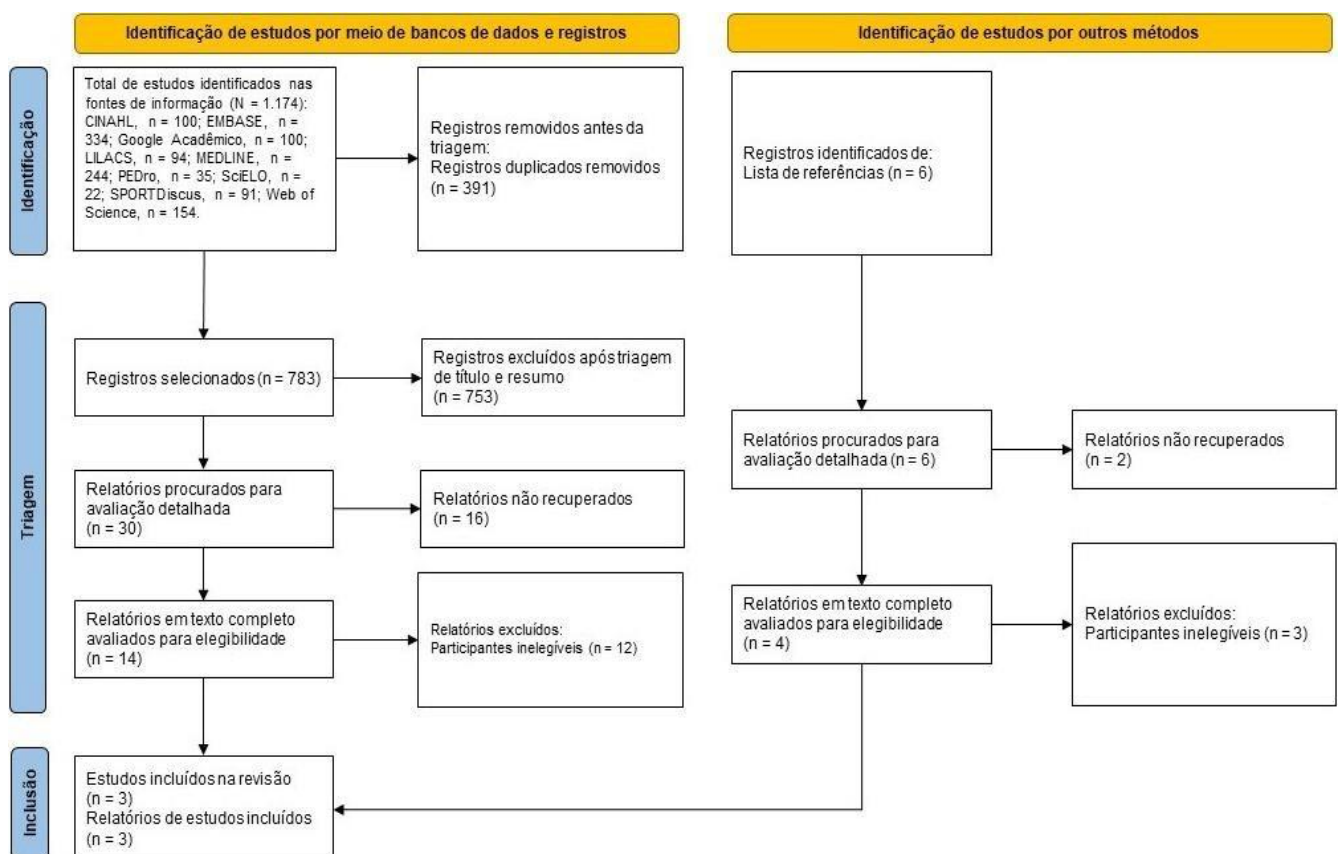 Identificação de estudos por meio de bancos de dados e registros
Identificação de estudos por outros métodos
Identificação
Total de estudos identificados nas
fontes de informação (N = 1.174):
CINAHL, n = 100; EMBASE, n =
334; Google Acadêmico, n = 100;
LILACS, n = 94; MEDLINE, n =
244; PEDro, n = 35; SciELO, n =
22; SPORTDiscus, n = 91; Web of
Science, n = 154.
Registros removidos antes da
triagem:
Registros duplicados removidos
(n = 391)
Registros identificados de:
Lista de referências (n = 6)
Triagem
Registros selecionados (n = 783)
Registros excluídos após triagem
de título e resumo
(n = 753)
Relatórios procurados para
avaliação detalhada
(n = 30)
Relatórios não recuperados
(n = 16)
Relatórios procurados para
avaliação detalhada (n = 6)
Relatórios não recuperados
(n = 2)
Relatórios em texto completo
avaliados para elegibilidade
(n = 14)
Relatórios excluídos:
Participantes inelegíveis (n = 12)
Relatórios em texto completo
avaliados para elegibilidade
(n = 4)
Relatórios excluídos:
Participantes inelegíveis (n = 3)
Inclusão
Estudos incluídos na revisão
(n = 3)
Relatórios de estudos incluídos
(n = 3)